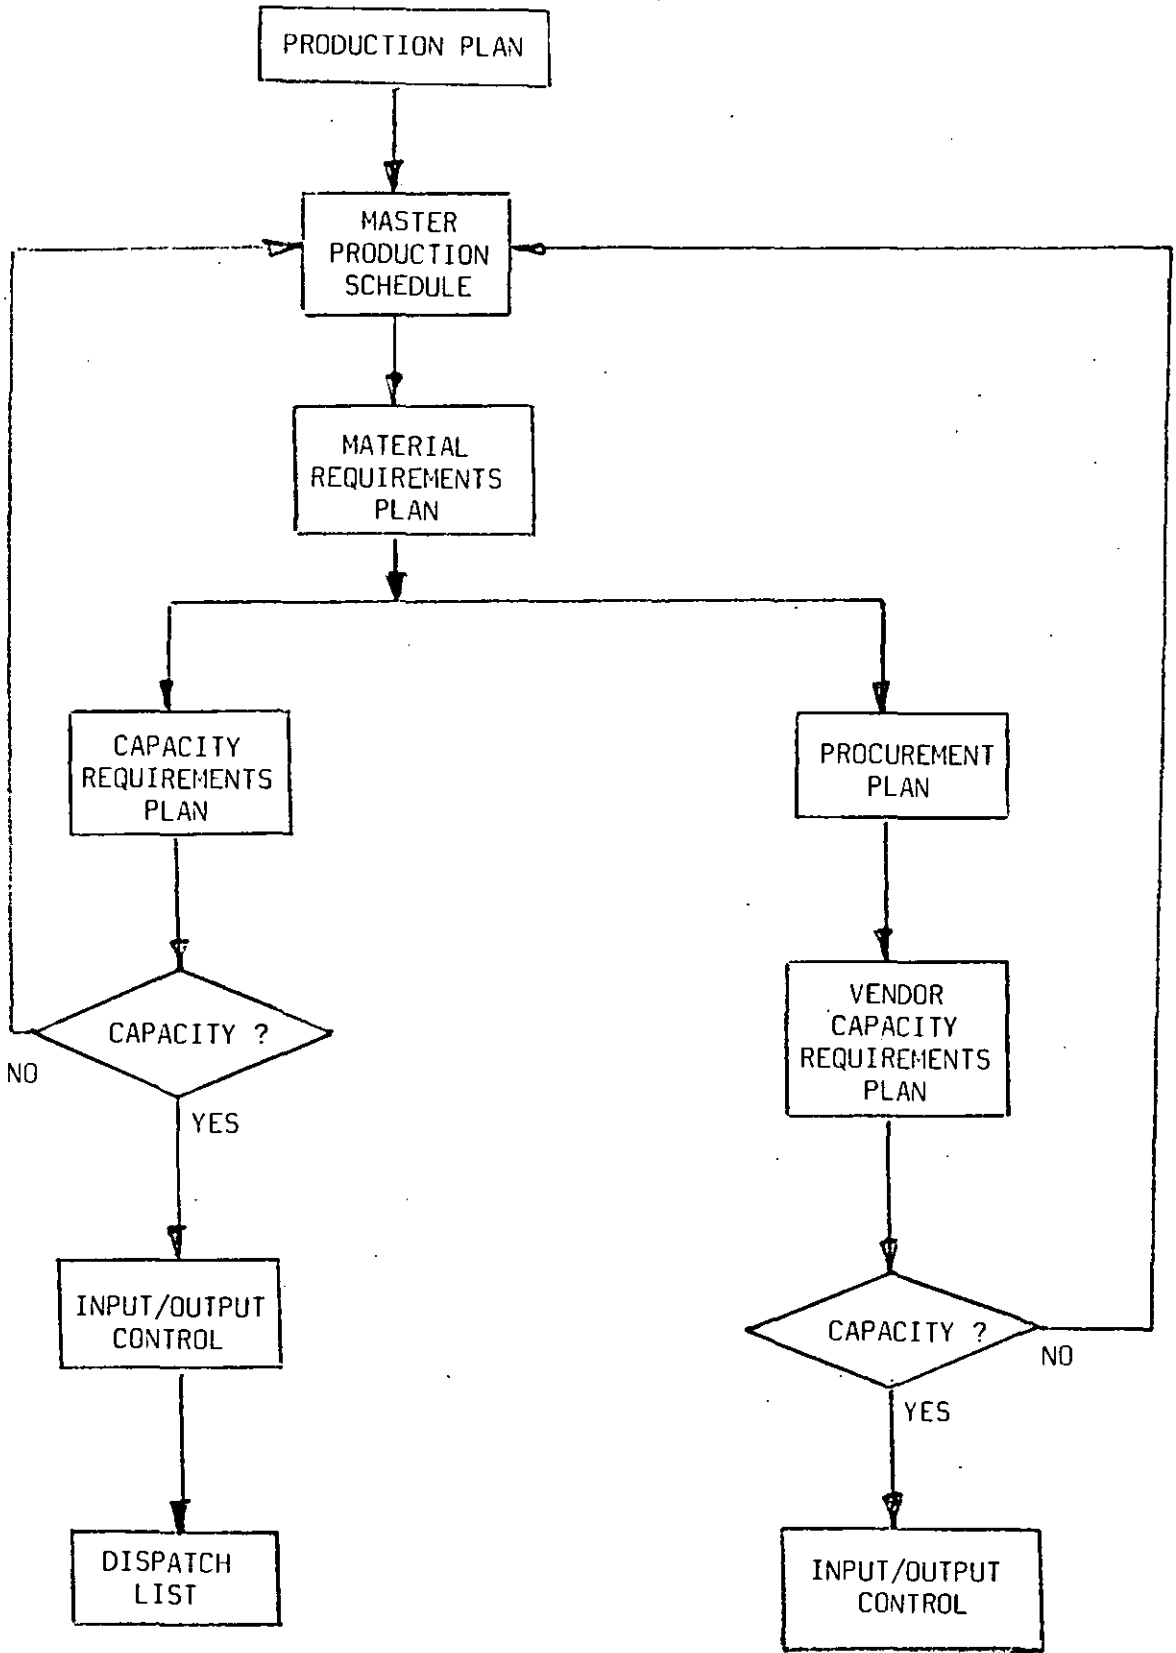 PRODUCTION PLAN
MASTER
PRODUCTION
SCHEDULE
MATERIAL
REQUIREMENTS
PLAN
CAPACITY
REQUIREMENTS
PLAN
PROCUREMENT
PLAN
CAPACITY ?
NO
YES
VENDOR
CAPACITY
REQUIREMENTS
PLAN
INPUT/OUTPUT
CONTROL
CAPACITY ?
NO
YES
DISPATCH
LIST
INPUT/OUTPUT
CONTROL